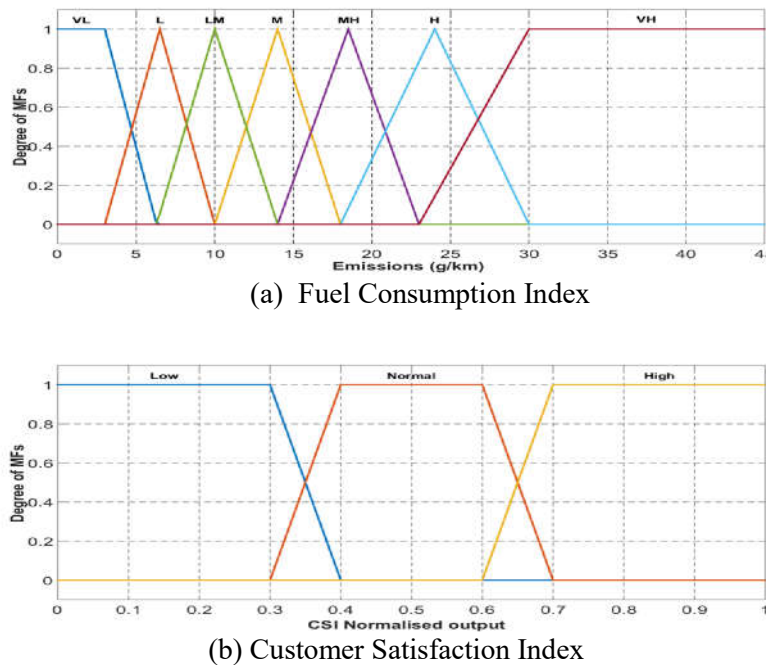 VL L LM M MH H VH
1
0.8
0.6
0.4
0.2
0
Degree of MFs
0 5 10 15 20 25 30 35 40 4
Emissions (g/km)
(a) Fuel Consumption Index
Low Normal High
1
0.8
0.6
0.4
0.2
0
Degree of MFs
0 0.1 0.2 0.3 0.4 0.5 0.6 0.7 0.8 0.9 1
CSI Normalised output
(b) Customer Satisfaction Index